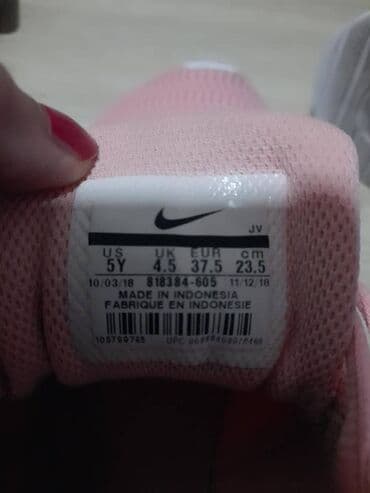 JV
US UK EUR cm
5Y 4.5 37.5 23.5
10/03/18 818384-605 11/12/18
MADE IN INDONESIA
FABRIQUE EN INDONESIE
UPC